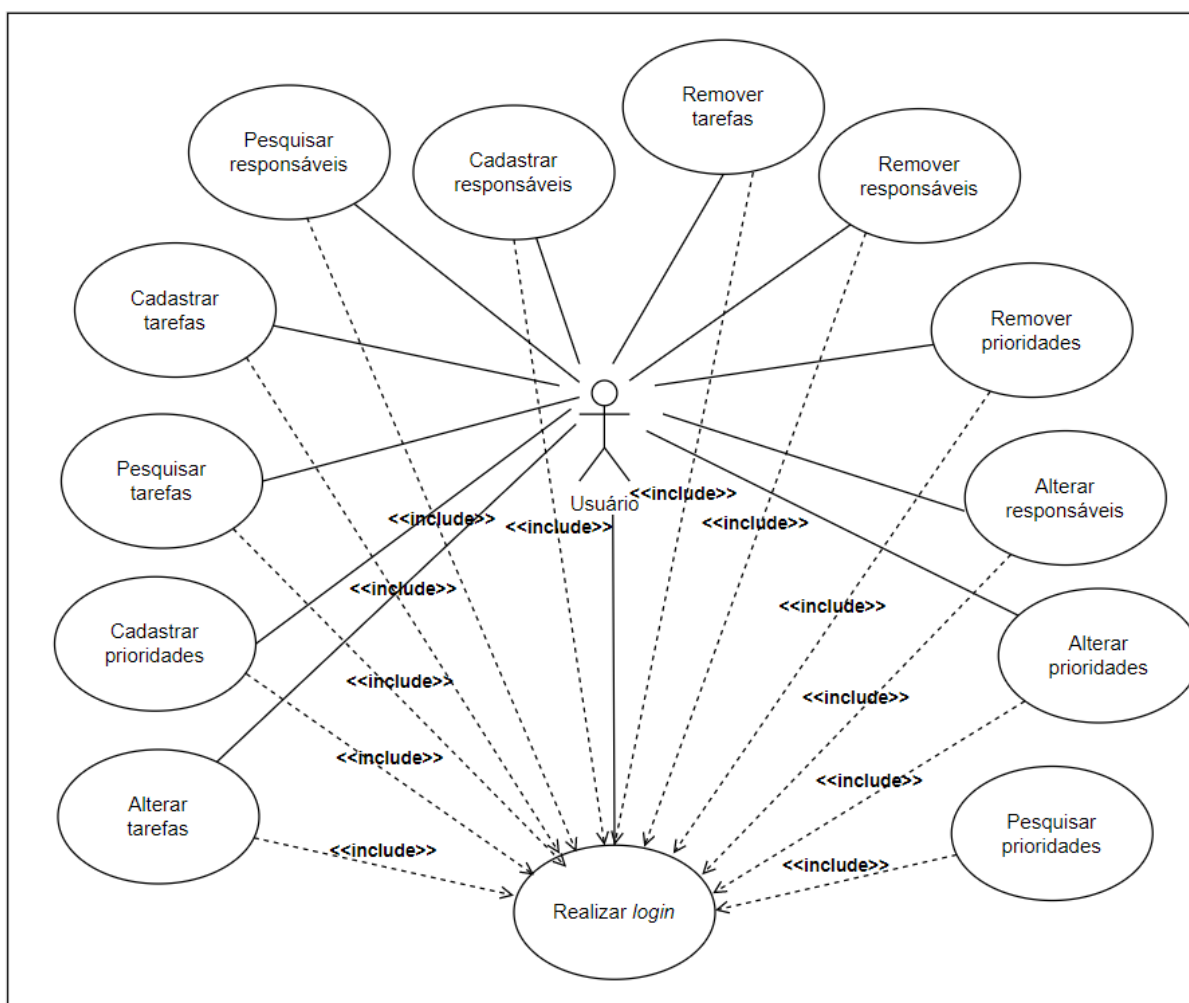 Remover
tarefas
Pesquisar
responsáveis
Cadastrar
responsáveis
Remover
responsáveis
Cadastrar
tarefas
Remover
prioridades
Pesquisar
tarefas
Alterar
responsáveis
Usuário
<<include>>
<<include>>
<<include>>
<<include>>
<<include>>
<<include>>
Cadastrar
prioridades
Alterar
prioridades
<<include>>
<<include>>
<<include>>
<<include>>
Alterar
tarefas
Pesquisar
prioridades
<<include>>
<<include>>
Realizar login